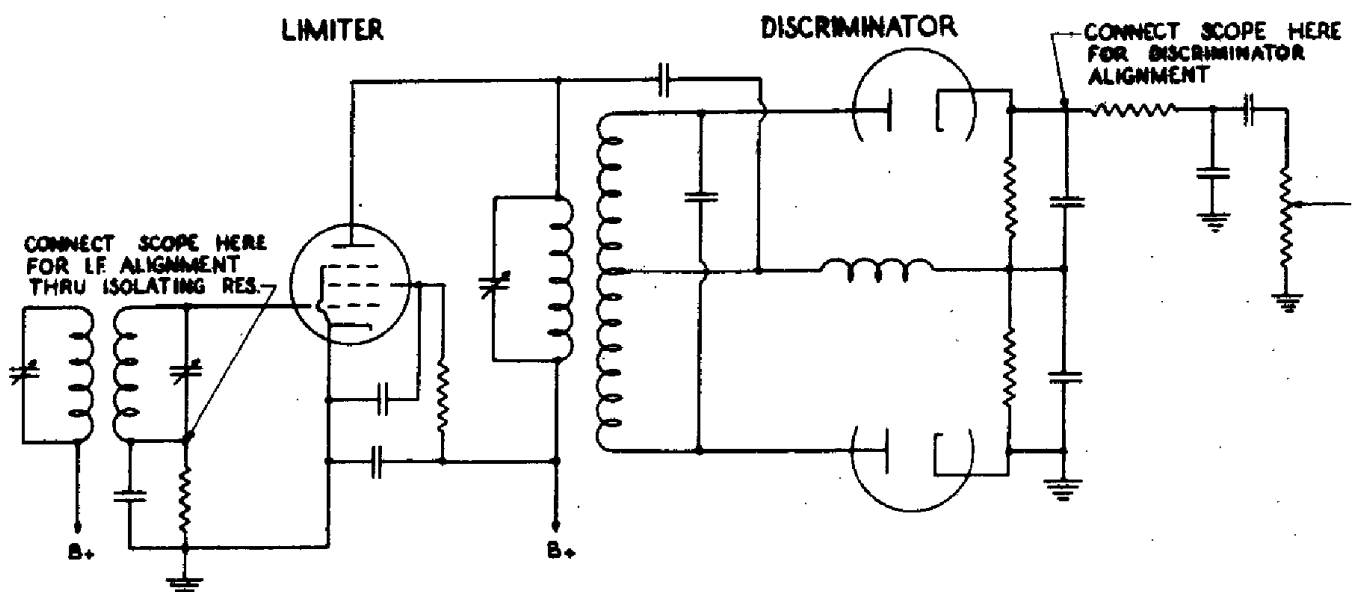 LIMITER
DISCRIMINATOR
CONNECT SCOPE HERE
FOR DISCRIMINATOR
ALIGNMENT
CONNECT SCOPE HERE
FOR I.F. ALIGNMENT
THRU ISOLATING RES.
B+
B+